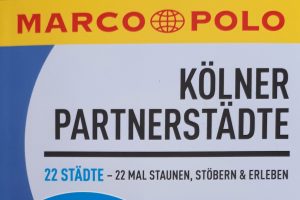 MARCO POLO
KÖLNER
PARTNERSTÄDTE
22 STÄDTE – 22 MAL STAUNEN, STÖBERN & ERLEBEN